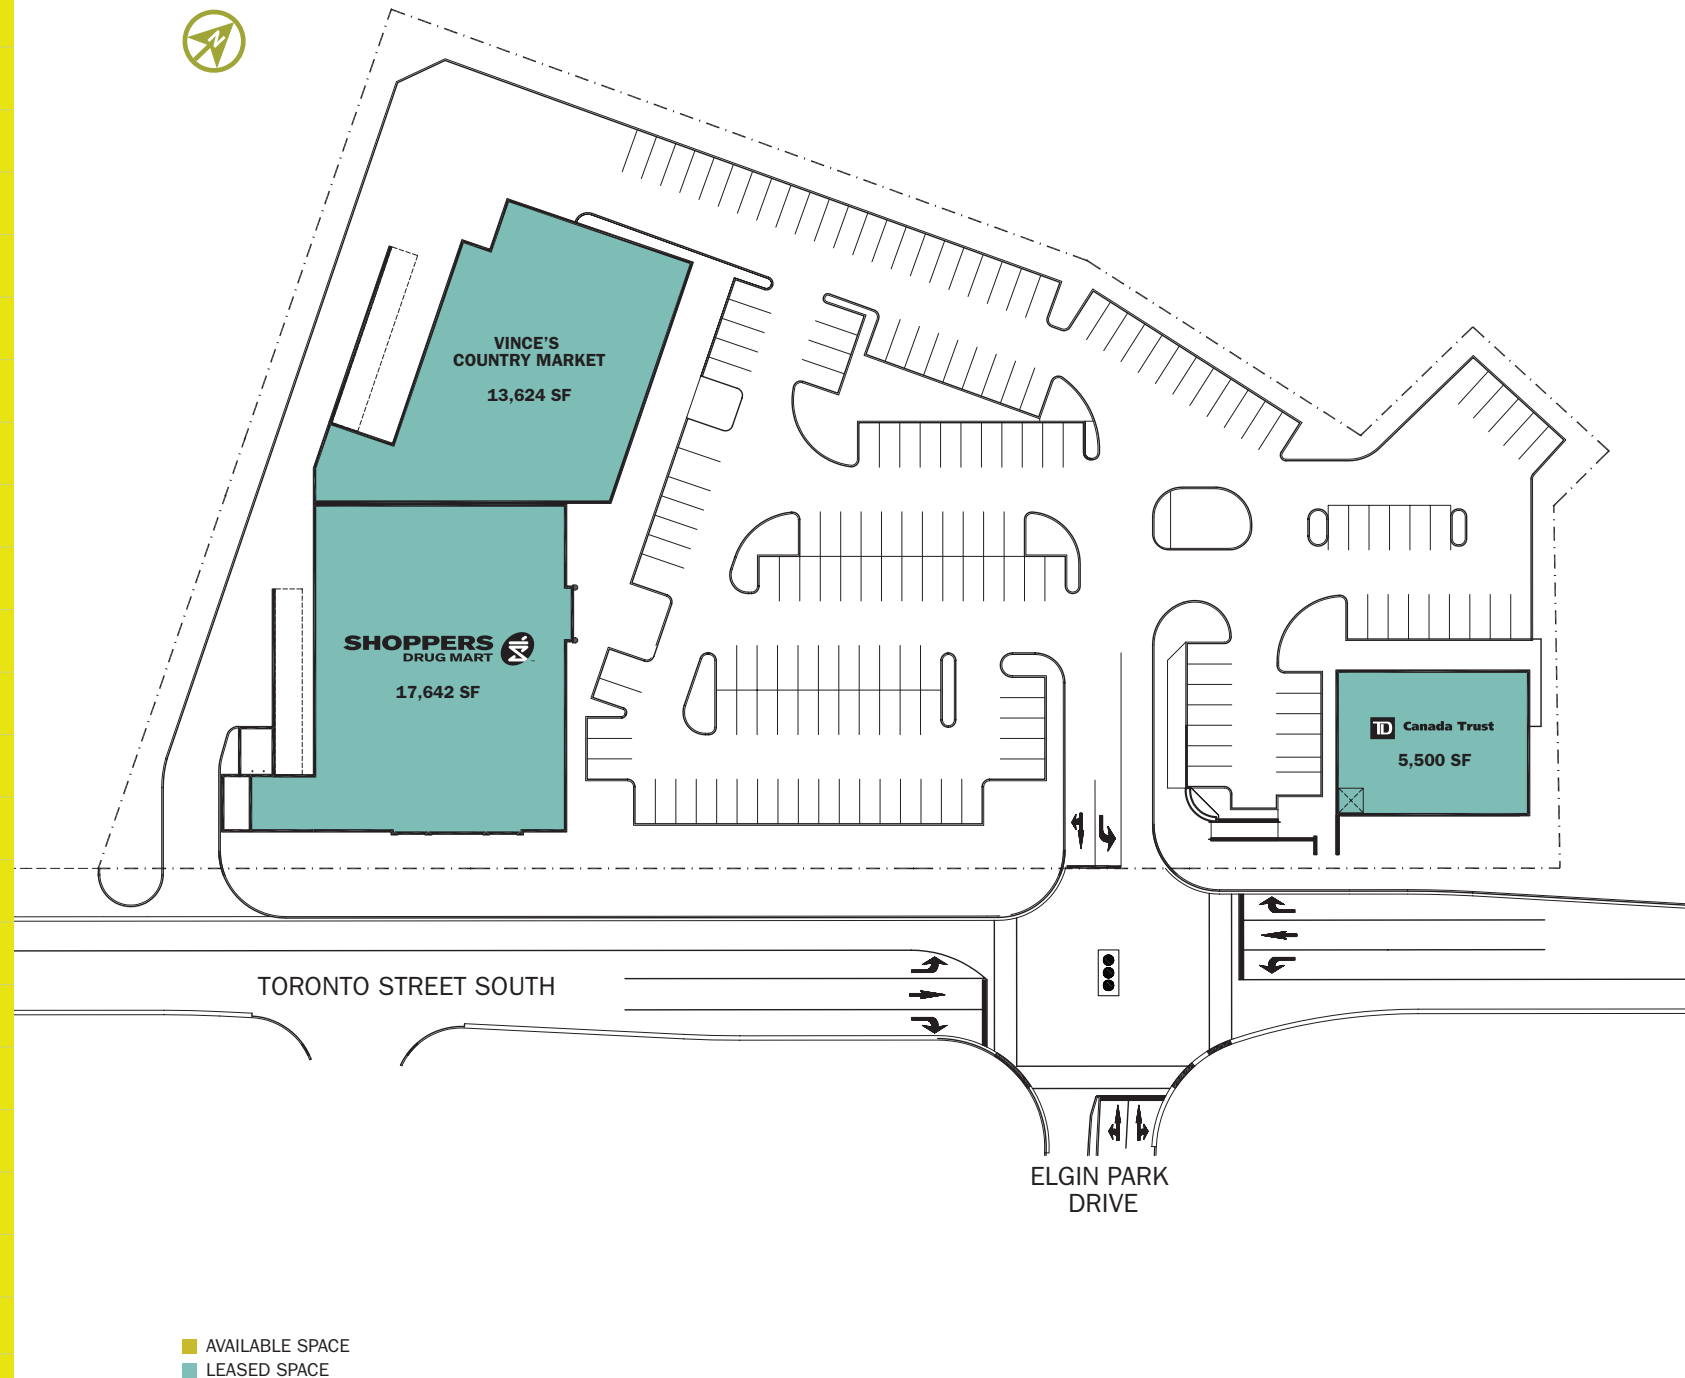 N
VINCE'S
COUNTRY MARKET
13,624 SF
SHOPPERS
DRUG MART
17,642 SF
TD Canada Trust
5,500 SF
TORONTO STREET SOUTH
ELGIN PARK
DRIVE
AVAILABLE SPACE
LEASED SPACE